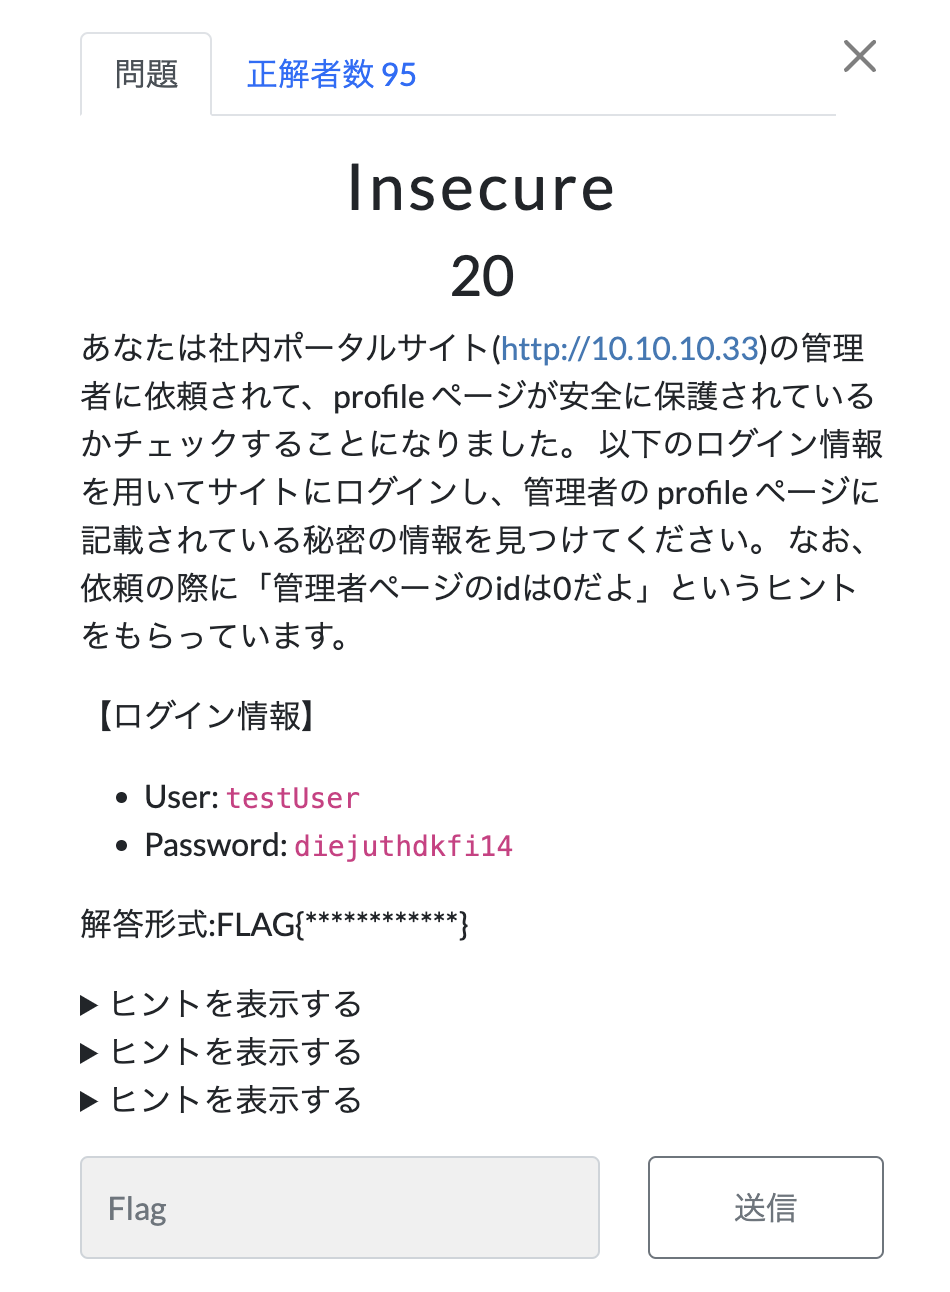 問題
正解者数 95
Insecure
20
あなたは社内ポータルサイト(http://10.10.10.33)の管理
者に依頼されて、profile ページが安全に保護されている
かチェックすることになりました。 以下のログイン情報
を用いてサイトにログインし、管理者の profile ページに
記載されている秘密の情報を見つけてください。 なお、
依頼の際に「管理者ページのidは0だよ」というヒント
をもらっています。
【ログイン情報】
• User: testUser
• Password: diejuthdkfi14
解答形式:FLAG{************}
▶ ヒントを表示する
▶ ヒントを表示する
▶ ヒントを表示する
Flag
送信